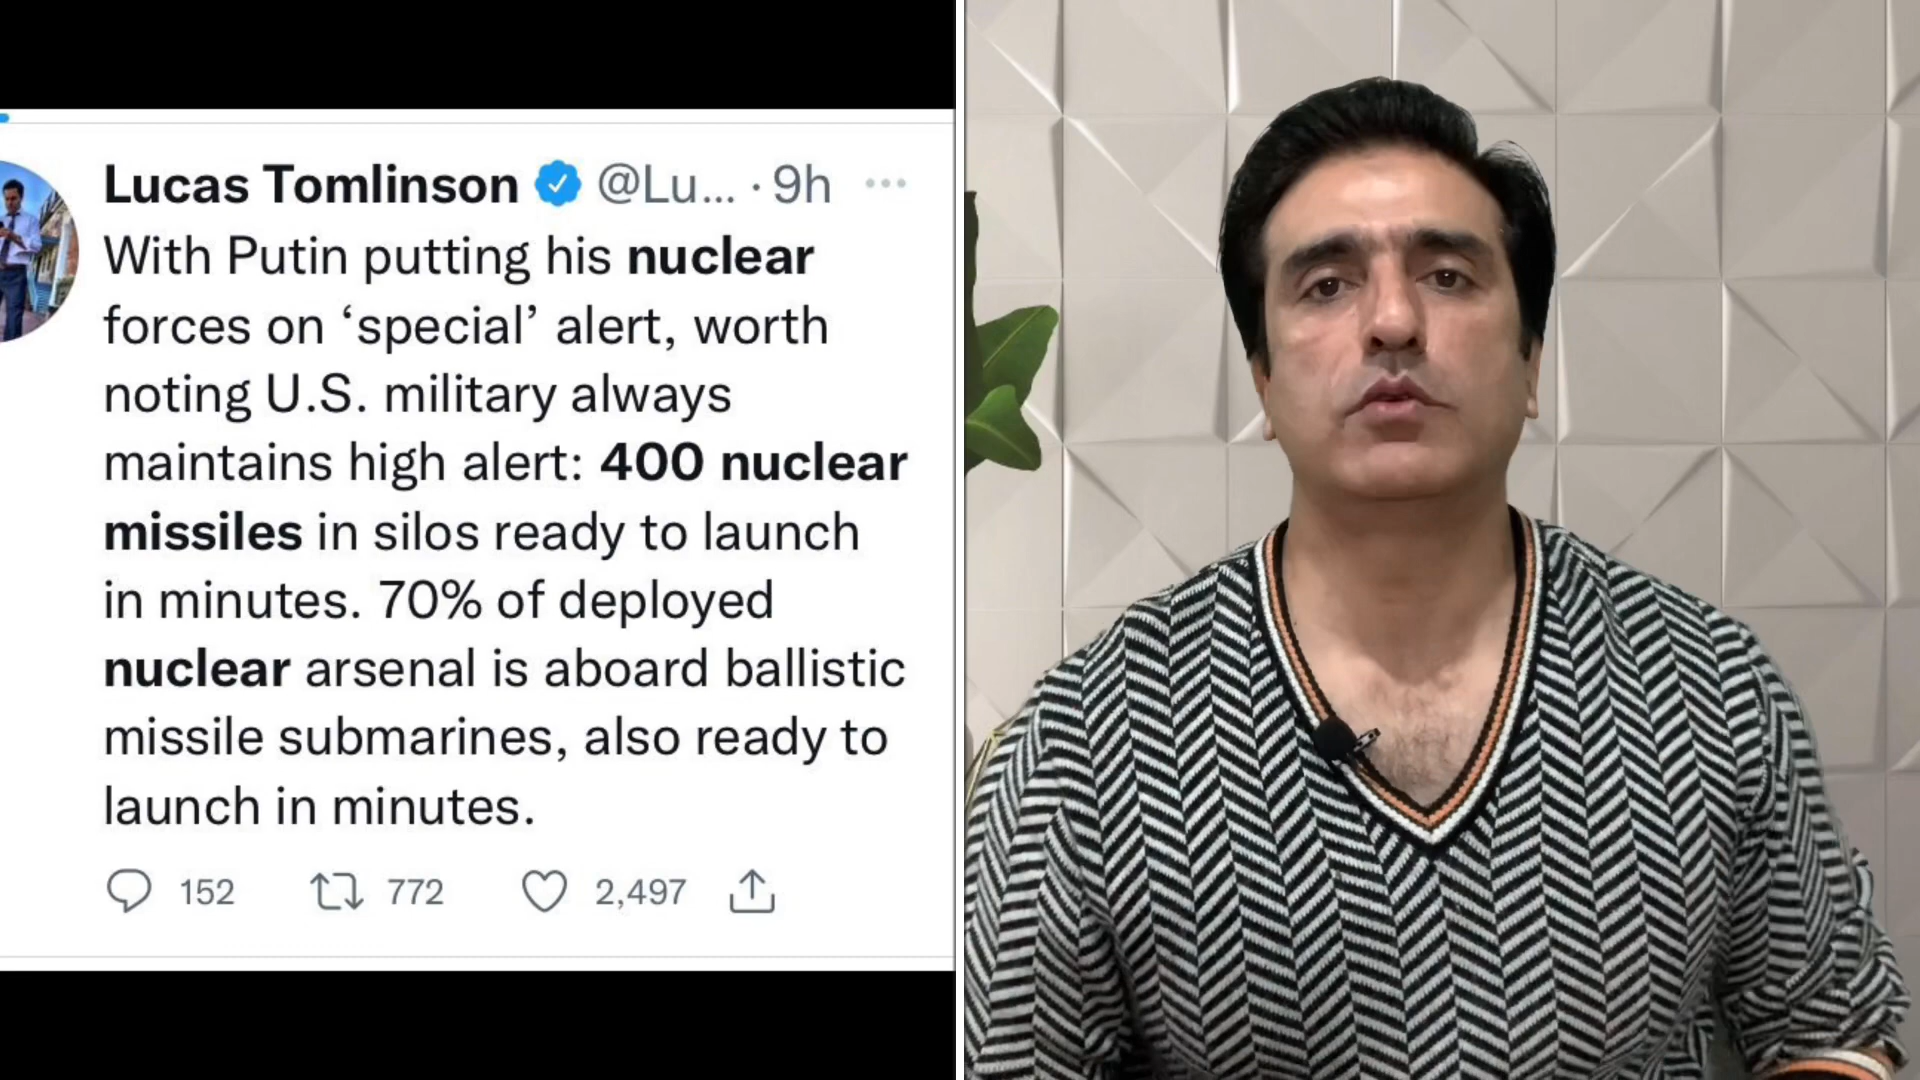 Lucas Tomlinson @Lu... · 9h
With Putin putting his nuclear
forces on ‘special’ alert, worth
noting U.S. military always
maintains high alert: 400 nuclear
missiles in silos ready to launch
in minutes. 70% of deployed
nuclear arsenal is aboard ballistic
missile submarines, also ready to
launch in minutes.
152 772 2,497